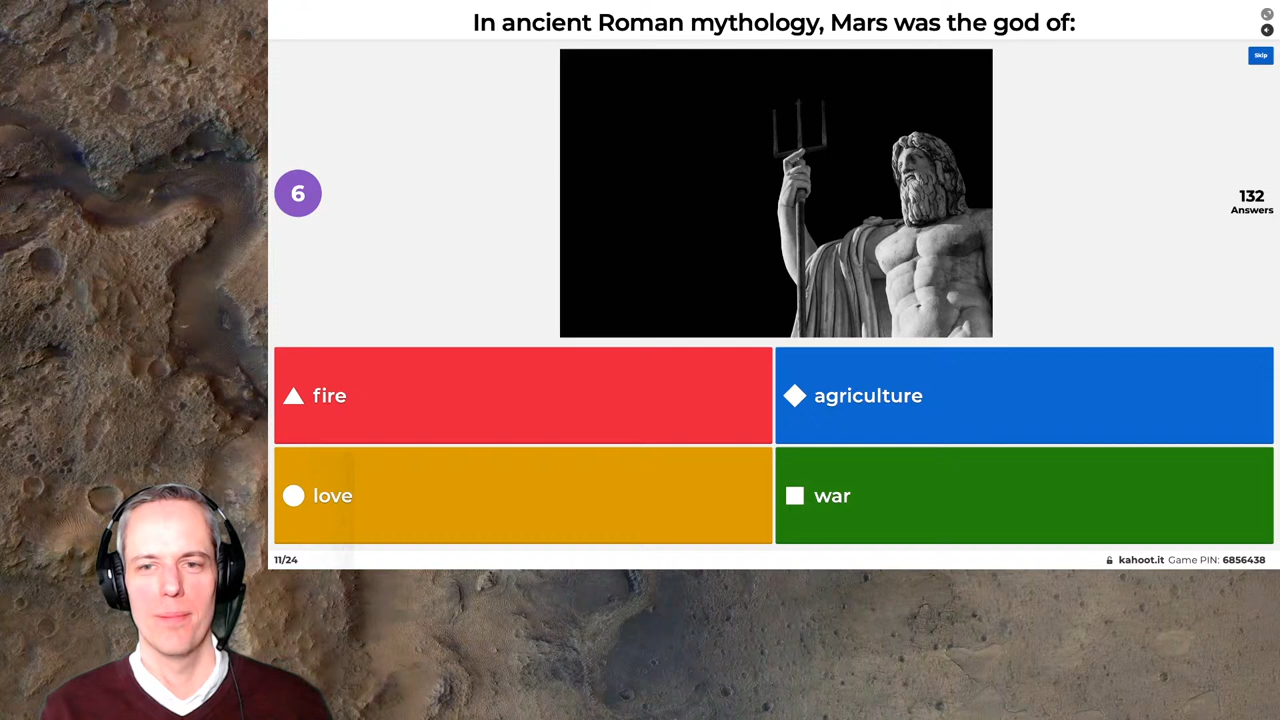 In ancient Roman mythology, Mars was the god of:
Skip
6
132
Answers
fire
agriculture
love
war
11/24
kahoot.it Game PIN: 6856438